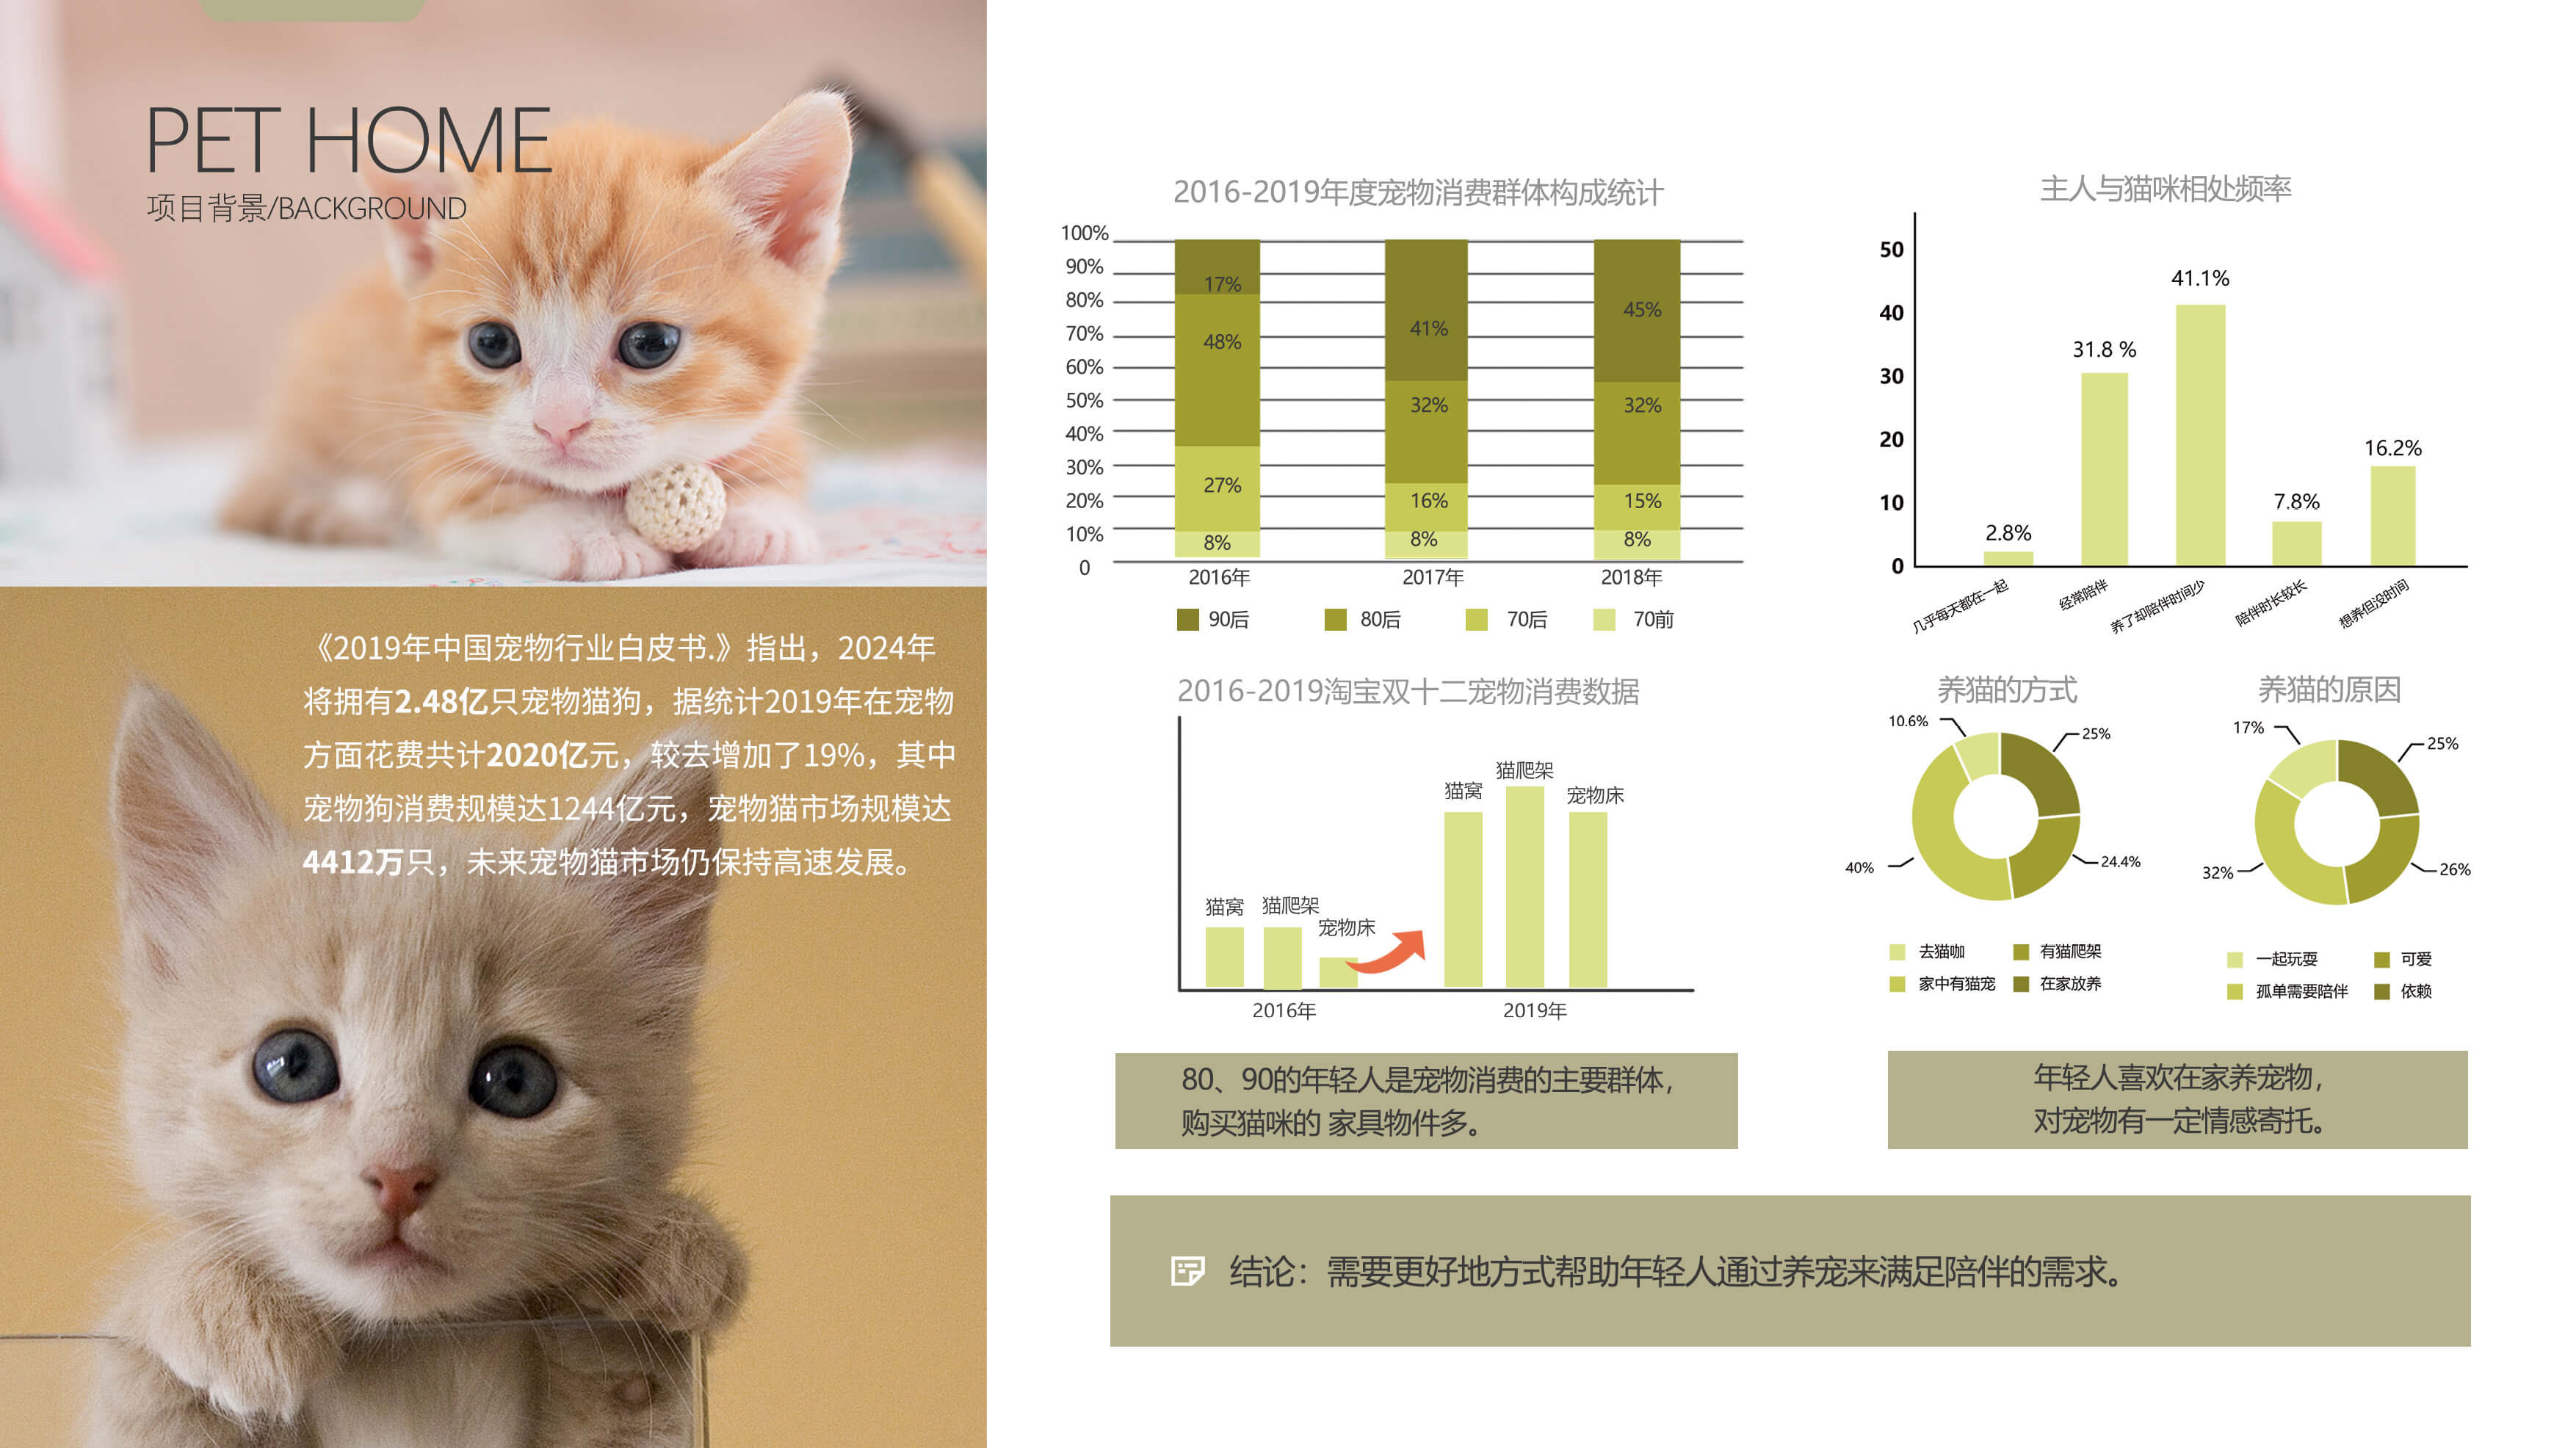 PET HOME
项目背景/BACKGROUND
《2019年中国宠物行业白皮书.》指出，2024年
将拥有2.48亿只宠物猫狗，据统计2019年在宠物
方面花费共计2020亿元，较去增加了19%，其中
宠物狗消费规模达1244亿元，宠物猫市场规模达
4412万只，未来宠物猫市场仍保持高速发展。
2016-2019年度宠物消费群体构成统计
100%
90%
80%
70%
60%
50%
40%
30%
20%
10%
0
17%
48%
27%
8%
41%
32%
16%
8%
45%
32%
15%
8%
2016年
2017年
2018年
90后
80后
70后
70前
主人与猫咪相处频率
50
40
30
20
10
0
2.8%
31.8 %
41.1%
7.8%
16.2%
几乎每天都在一起
经常陪伴
养了却陪伴时间少
陪伴时长较长
想养但没时间
2016-2019淘宝双十二宠物消费数据
猫窝
猫爬架
宠物床
猫窝
猫爬架
宠物床
2016年
2019年
养猫的方式
10.6%
25%
40%
24.4%
去猫咖
有猫爬架
家中有猫宠
在家放养
养猫的原因
17%
25%
32%
26%
一起玩耍
可爱
孤单需要陪伴
依赖
80、90的年轻人是宠物消费的主要群体，
购买猫咪的 家具物件多。
年轻人喜欢在家养宠物，
对宠物有一定情感寄托。
结论：需要更好地方式帮助年轻人通过养宠来满足陪伴的需求。